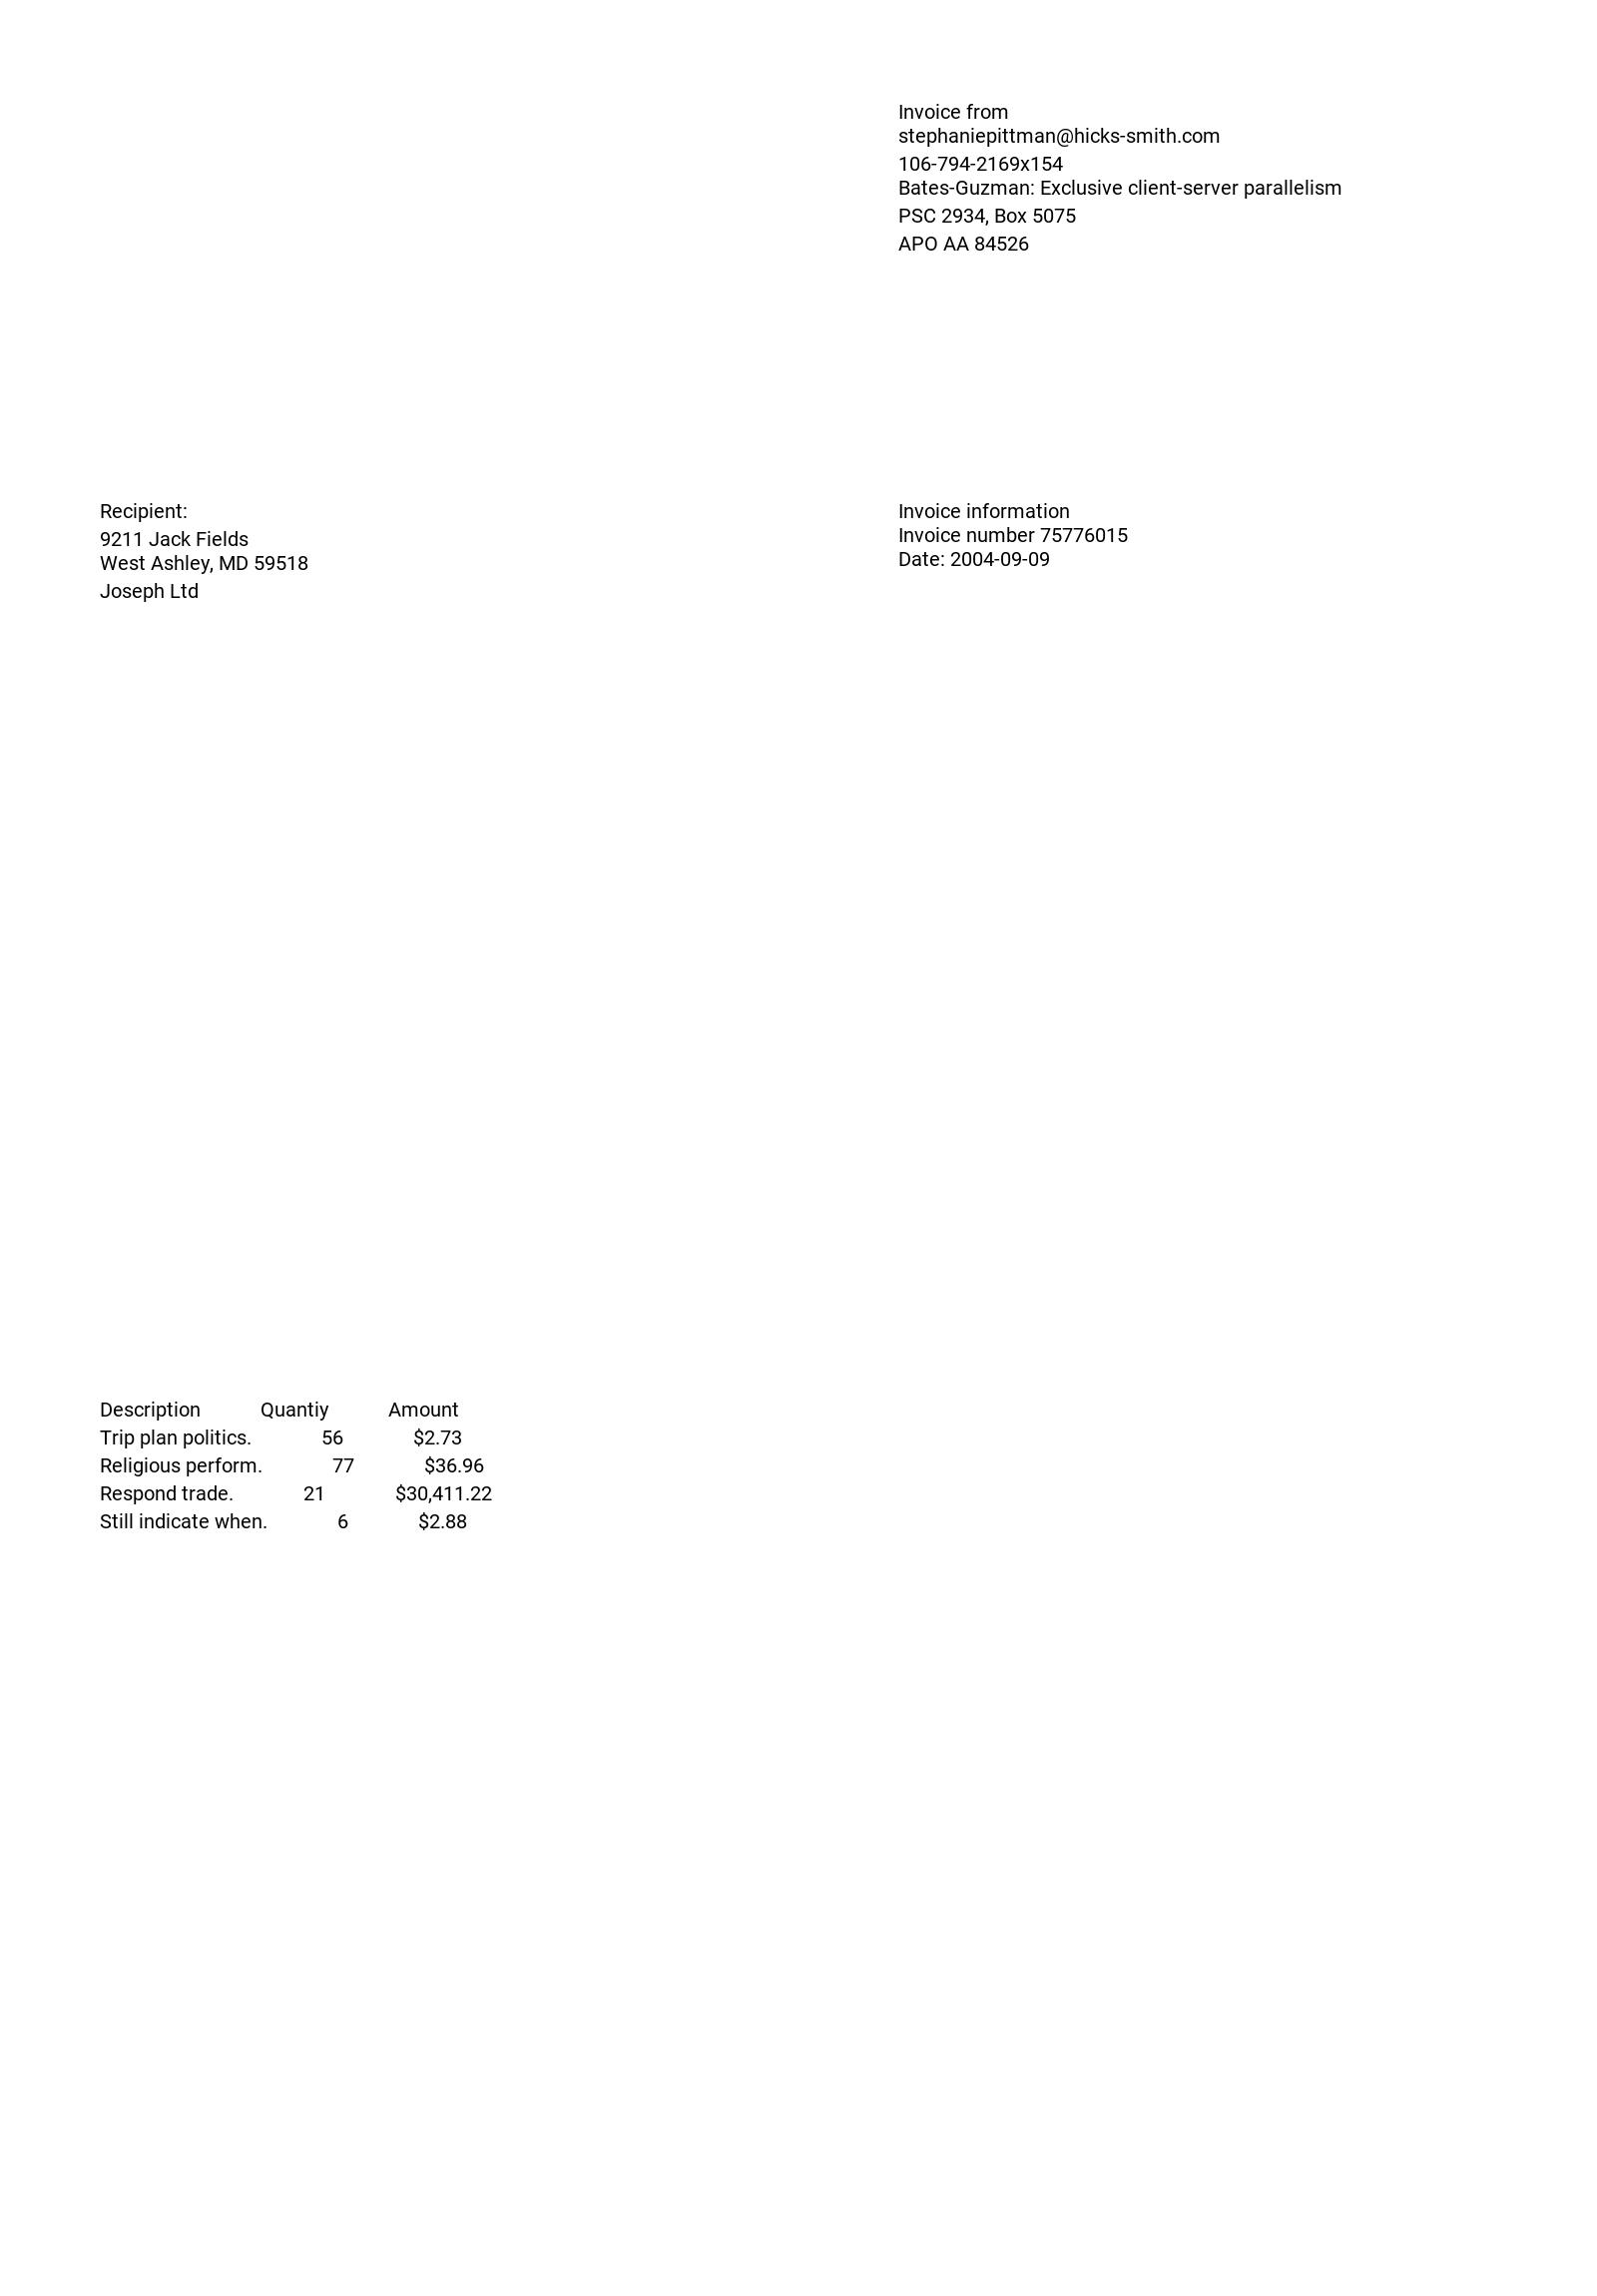 Invoice from
stephaniepittman@hicks-smith.com
106-794-2169x154
Bates-Guzman: Exclusive client-server parallelism
PSC 2934, Box 5075
APO AA 84526
Recipient:
9211 Jack Fields
West Ashley, MD 59518
Joseph Ltd
Invoice information
Invoice number 75776015
Date: 2004-09-09
Description Quantiy Amount
Trip plan politics. 56 $2.73
Religious perform. 77 $36.96
Respond trade. 21 $30,411.22
Still indicate when. 6 $2.88